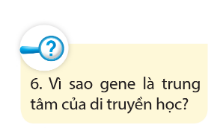 6. Vì sao gene là trung
tâm của di truyền học?